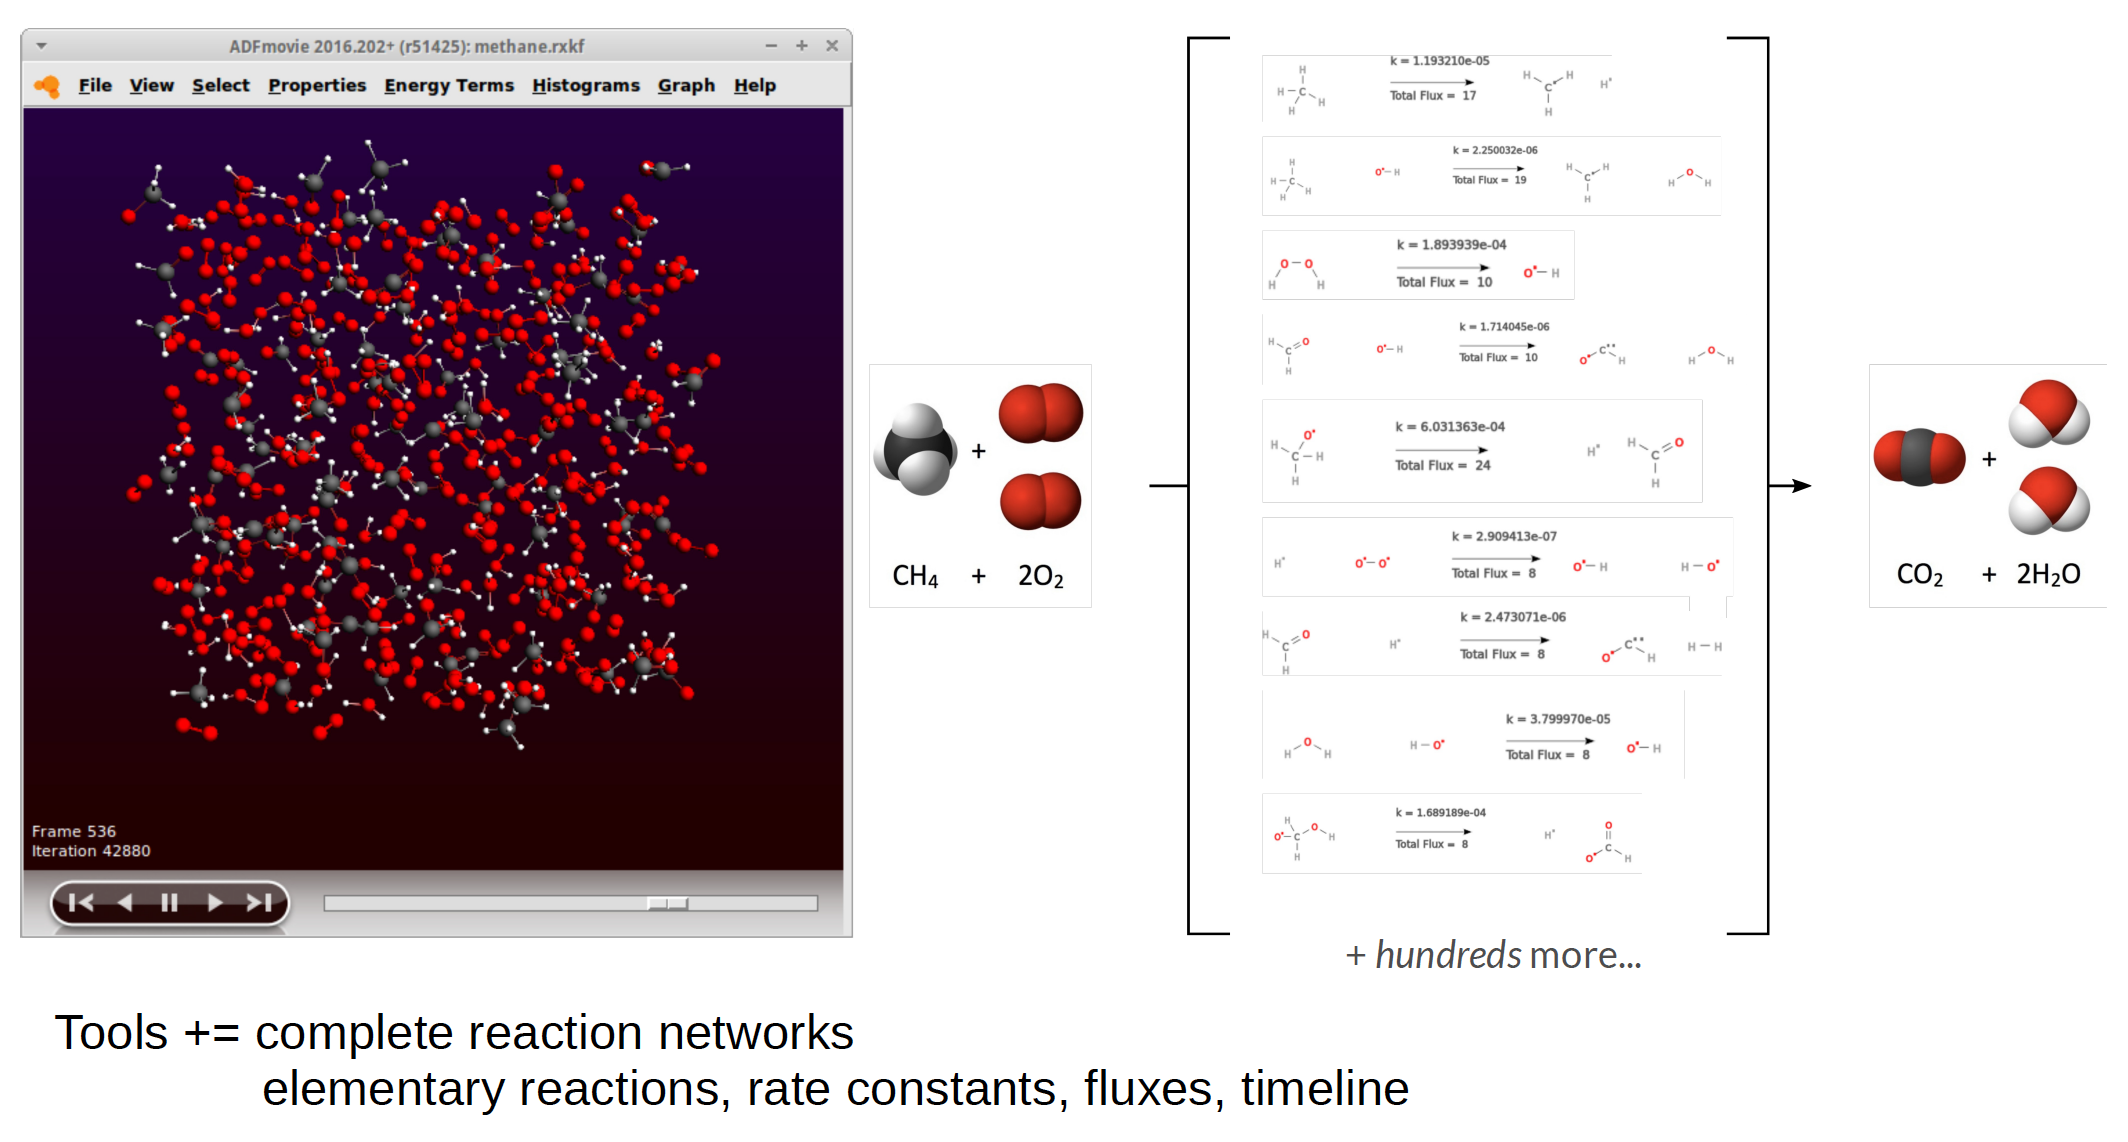 ADFmovie 2016.202+ (r51425): methane.rxkf
File View Select Properties Energy Terms Histograms Graph Help
Frame 536
Iteration 42880
CH4 + 2O2
k = 1.193210e-05
Total Flux = 17
H H C H H H C H H H
k = 2.250032e-06
Total Flux = 19
H H C H H O H H C H H H O H
k = 1.893939e-04
Total Flux = 10
O O H H O H
k = 1.714045e-06
Total Flux = 10
H C O H O H O C H H O H
k = 6.031363e-04
Total Flux = 24
H O C H H H H C O H
k = 2.909413e-07
Total Flux = 8
H O O O H H O
k = 2.473071e-06
Total Flux = 8
H C O H H O C H H H
k = 3.799970e-05
Total Flux = 8
H O H H O O H
k = 1.689189e-04
Total Flux = 8
H O C O H H H O O C H
+ hundreds more...
CO2 + 2H2O
+
+
Tools += complete reaction networks
elementary reactions, rate constants, fluxes, timeline